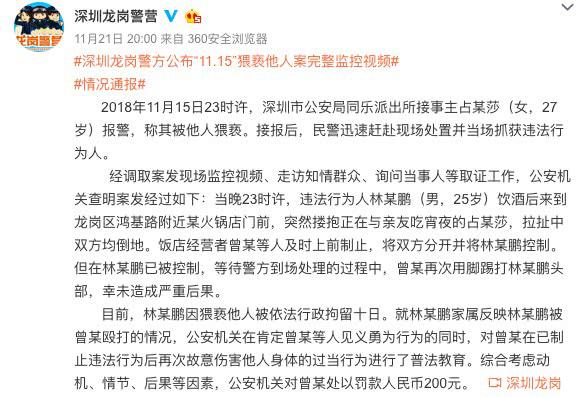 深圳龙岗警营
11月21日 20:00 来自 360安全浏览器
#深圳龙岗警方公布“11.15”猥亵他人案完整监控视频#
#情况通报#
2018年11月15日23时许，深圳市公安局同乐派出所接事主占某莎（女，27
岁）报警，称其被他人猥亵。接报后，民警迅速赶赴现场处置并当场抓获违法行
为人。
经调取案发现场监控视频、走访知情群众、询问当事人等取证工作，公安机
关查明案发经过如下：当晚23时许，违法行为人林某鹏（男，25岁）饮酒后来到
龙岗区鸿基路附近某火锅店门前，突然搂抱正在与亲友吃宵夜的占某莎，拉扯中
双方均倒地。饭店经营者曾某等人及时上前制止，将双方分开并将林某鹏控制。
但在林某鹏已被控制，等待警方到场处理的过程中，曾某再次用脚踢打林某鹏头
部，幸未造成严重后果。
目前，林某鹏因猥亵他人被依法行政拘留十日。就林某鹏家属反映林某鹏被
曾某殴打的情况，公安机关在肯定曾某等人见义勇为行为的同时，对曾某在已制
止违法行为后再次故意伤害他人身体的过当行为进行了普法教育。综合考虑动
机、情节、后果等因素，公安机关对曾某处以罚款人民币200元。 深圳龙岗
龙岗警营